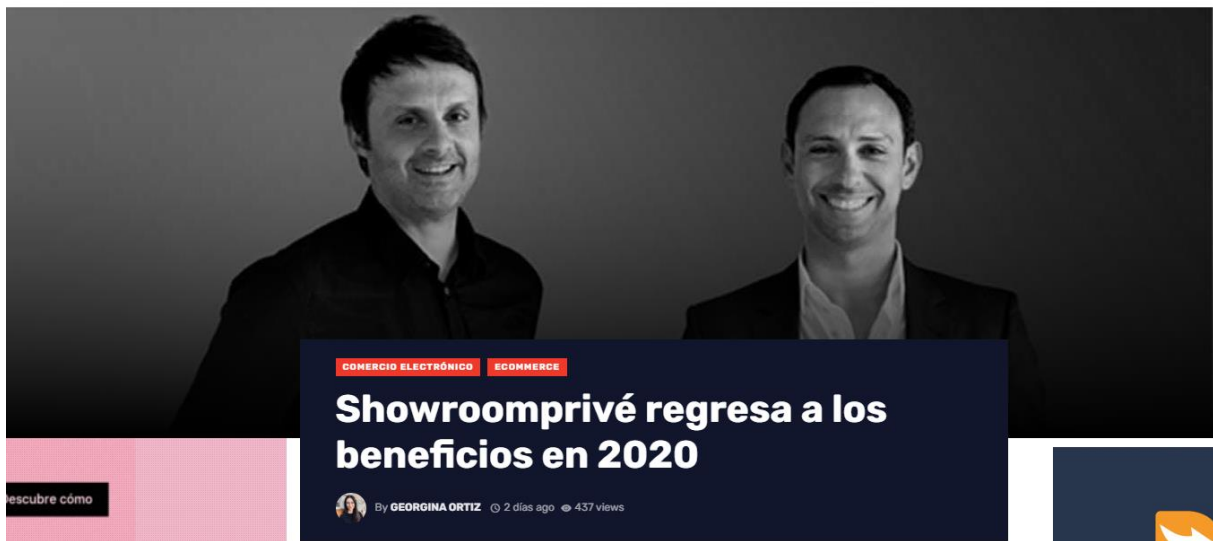 COMERCIO ELECTRÓNICO ECOMMERCE
Showroomprivé regresa a los
beneficios en 2020
By GEORGINA ORTIZ 2 días ago 437 views
Descubre cómo